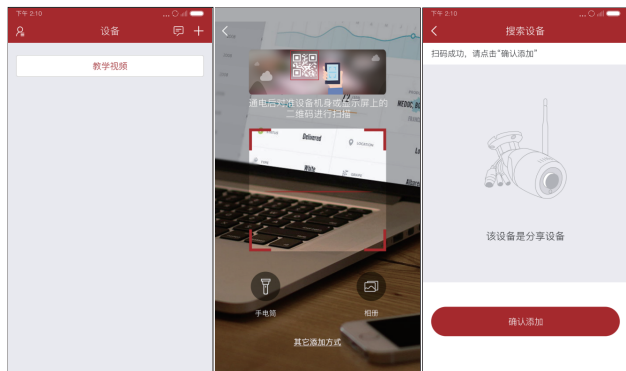 下午 2:10
设备
教学视频
通电后对准设备机身或显示屏上的
二维码进行扫描
Delivered
White
手电筒
相册
其它添加方式
下午 2:10
搜索设备
扫码成功，请点击“确认添加”
该设备是分享设备
确认添加